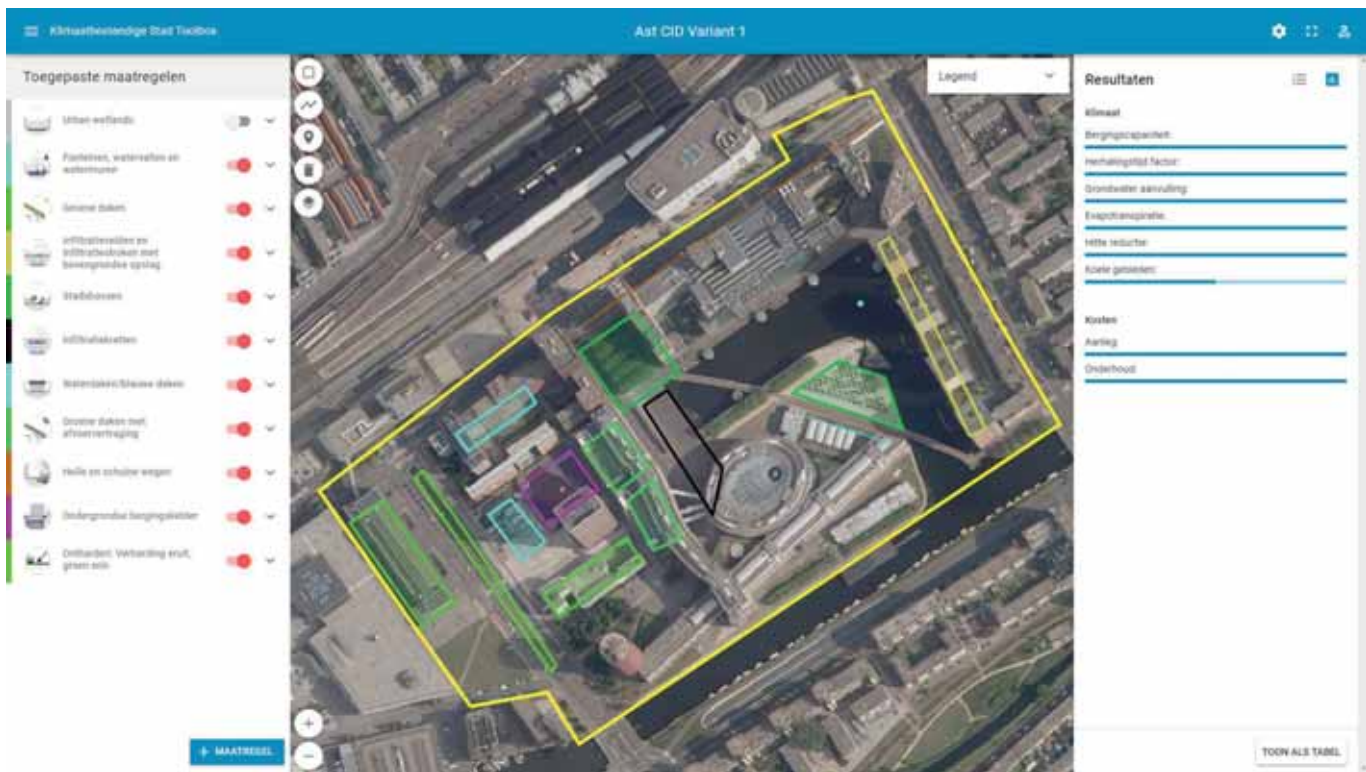 Klimaatbestendige Stad Toolbox
Ast CID Variant 1
Toegepaste maatregelen
Urban wetlands
Fonteinen, watervallen en
watermuren
Groene daken
Infiltratievelden en
infiltratiestroken met
bovengrondse opslag
Stadsbossen
Infiltratiekratten
Waterdaken/blauwe daken
Groene daken met
afvoervertraging
Holle en schuine wegen
Ondergrondse bergingskelder
Ontharden: Verharding eruit,
groen erin
+ MAATREGEL
Legend
Resultaten
Klimaat
Bergingscapaciteit:
Herhalingstijd factor:
Grondwater aanvulling:
Evapotranspiratie:
Hitte reductie:
Koele gebieden:
Kosten
Aanleg:
Onderhoud:
TOON ALS TABEL